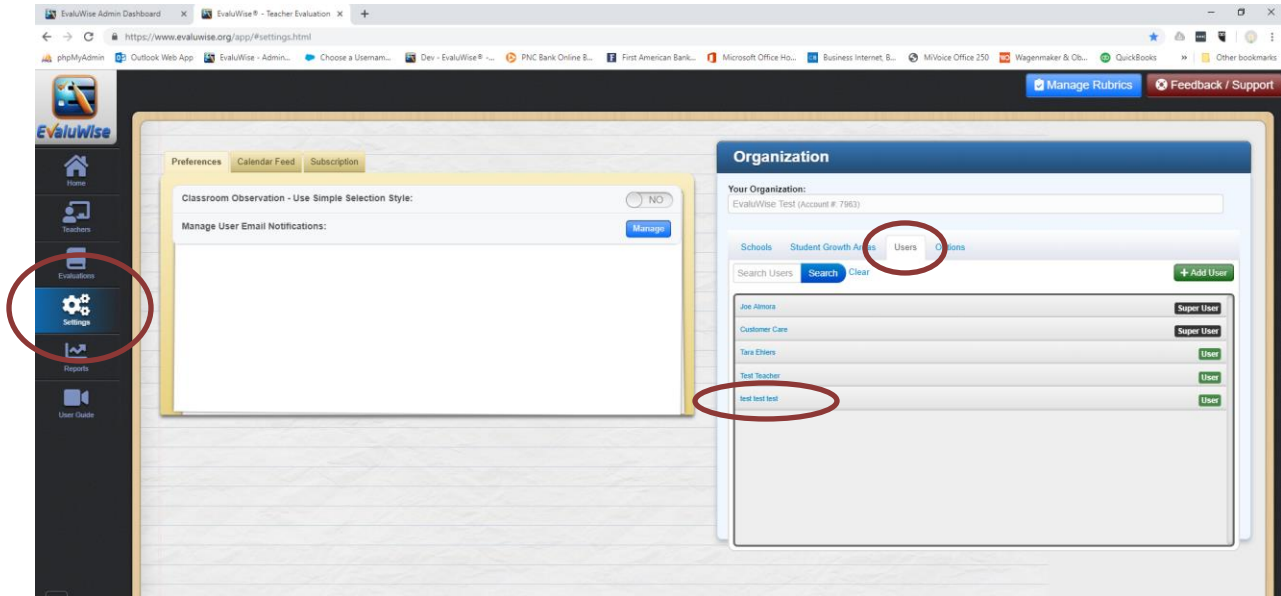 EvaluWise Admin Dashboard
EvaluWise® - Teacher Evaluation
https://www.evaluwise.org/app/#settings.html
phpMyAdmin
Outlook Web App
EvaluWise - Admin...
Choose a Usernam...
Dev - EvaluWise® -...
PNC Bank Online B...
First American Bank...
Microsoft Office Ho...
Business Internet, B...
MiVoice Office 250
Wagenmaker & Ob...
QuickBooks
»
Other bookmarks
Manage Rubrics
Feedback / Support
EvaluWise
Home
Teachers
Evaluations
Settings
Reports
User Guide
Preferences
Calendar Feed
Subscription
Classroom Observation - Use Simple Selection Style:
NO
Manage User Email Notifications:
Manage
Organization
Your Organization:
EvaluWise Test (Account #: 7963)
Schools
Student Growth Areas
Users
Options
Search Users
Search
Clear
+ Add User
Joe Almora
Super User
Customer Care
Super User
Tara Ehlers
User
Test Teacher
User
test test test
User